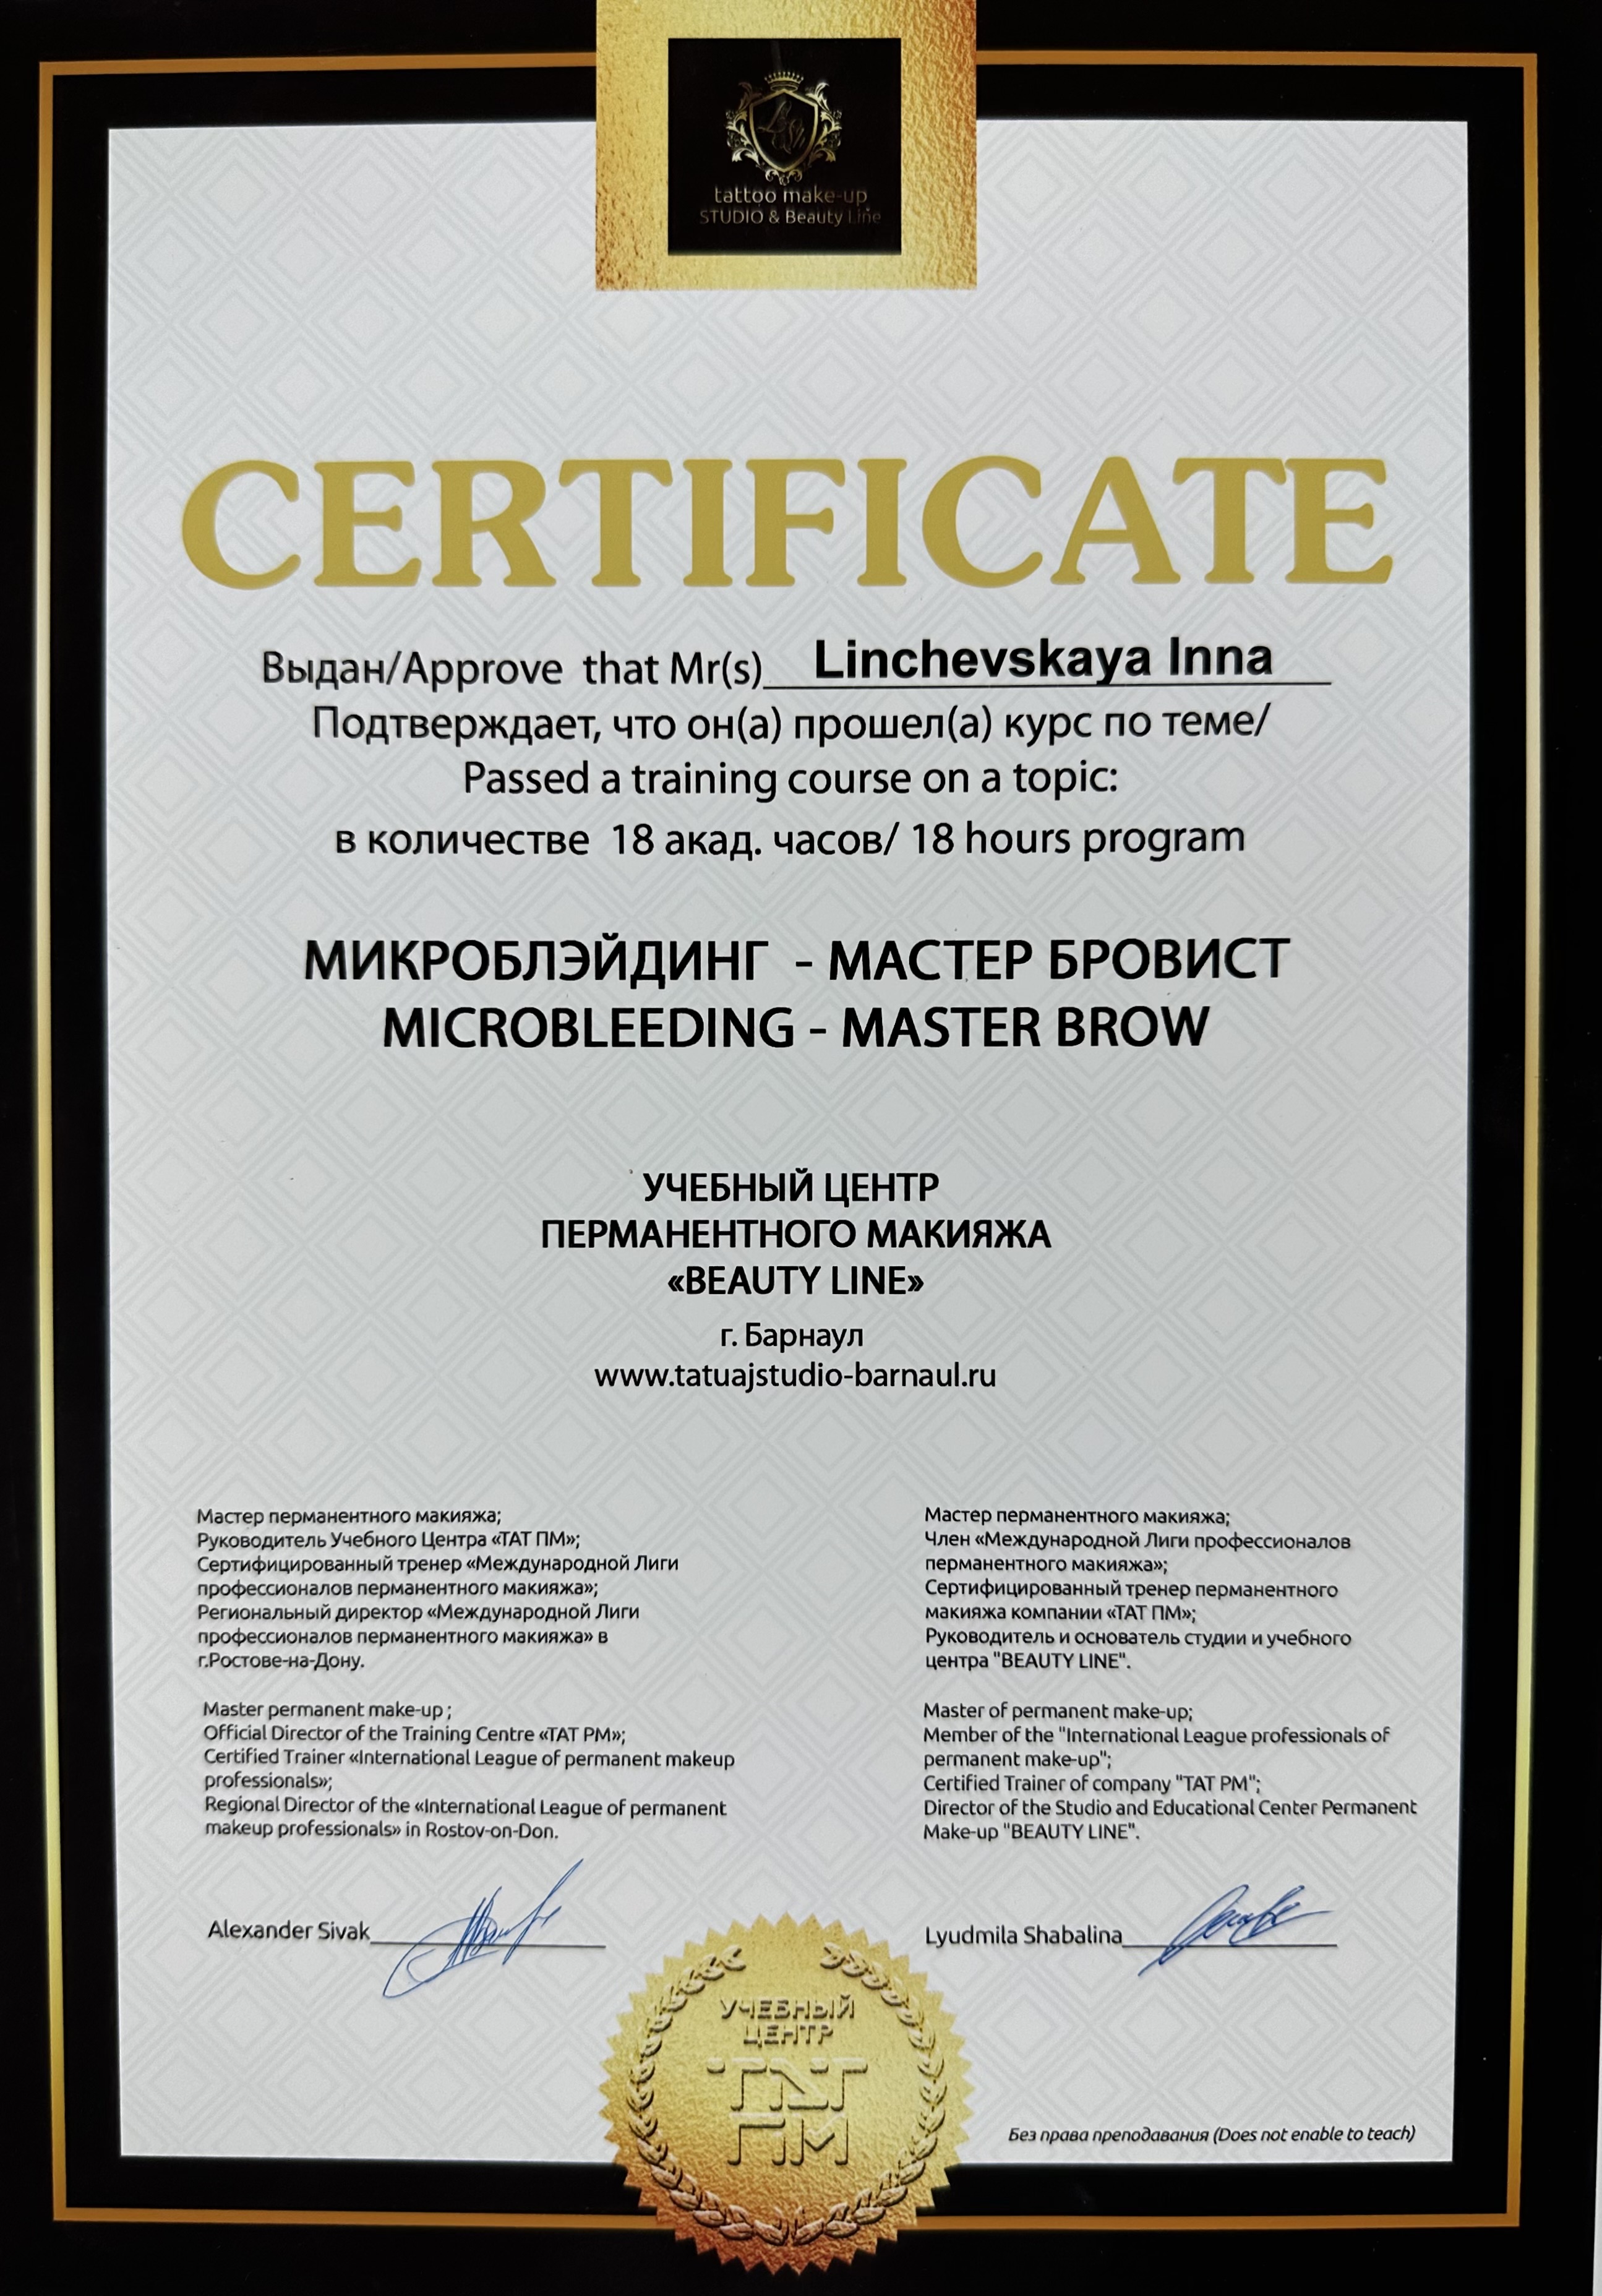 tattoo make-up
STUDIO & Beauty Line
CERTIFICATE
Выдан/Approve that Mr(s) Linchevskaya Inna
Подтверждает, что он(а) прошел(а) курс по теме/
Passed a training course on a topic:
в количестве 18 акад. часов/ 18 hours program
МИКРОБЛЭЙДИНГ - МАСТЕР БРОВИСТ
MICROBLEEDING - MASTER BROW
УЧЕБНЫЙ ЦЕНТР
ПЕРМАНЕНТНОГО МАКИЯЖА
«BEAUTY LINE»
г. Барнаул
www.tatuajstudio-barnaul.ru
Мастер перманентного макияжа;
Руководитель Учебного Центра «ТАТ ПМ»;
Сертифицированный тренер «Международной Лиги
профессионалов перманентного макияжа»;
Региональный директор «Международной Лиги
профессионалов перманентного макияжа» в
г.Ростове-на-Дону.
Master permanent make-up ;
Official Director of the Training Centre «TAT PM»;
Certified Trainer «International League of permanent makeup
professionals»;
Regional Director of the «International League of permanent
makeup professionals» in Rostov-on-Don.
Alexander Sivak
Мастер перманентного макияжа;
Член «Международной Лиги профессионалов
перманентного макияжа»;
Сертифицированный тренер перманентного
макияжа компании «ТАТ ПМ»;
Руководитель и основатель студии и учебного
центра "BEAUTY LINE".
Master of permanent make-up;
Member of the "International League professionals of
permanent make-up";
Certified Trainer of company "TAT PM";
Director of the Studio and Educational Center Permanent
Make-up "BEAUTY LINE".
Lyudmila Shabalina
УЧЕБНЫЙ
ЦЕНТР
ТАТ
ПМ
Без права преподавания (Does not enable to teach)